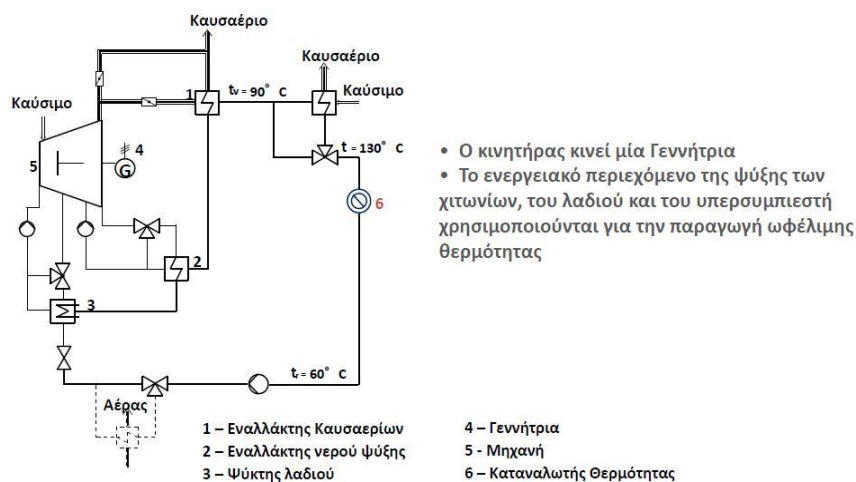 Καυσαέριο
Καυσαέριο
Καύσιμο
1
tv = 90° C
Καύσιμο
4
t = 130° C
5
G
6
2
3
tr = 60° C
Αέρας
• Ο κινητήρας κινεί μία Γεννήτρια
• Το ενεργειακό περιεχόμενο της ψύξης των
χιτωνίων, του λαδιού και του υπερσυμπιεστή
χρησιμοποιούνται για την παραγωγή ωφέλιμης
θερμότητας
1 – Εναλλάκτης Καυσαερίων
2 – Εναλλάκτης νερού ψύξης
3 – Ψύκτης λαδιού
4 – Γεννήτρια
5 - Μηχανή
6 – Καταναλωτής Θερμότητας